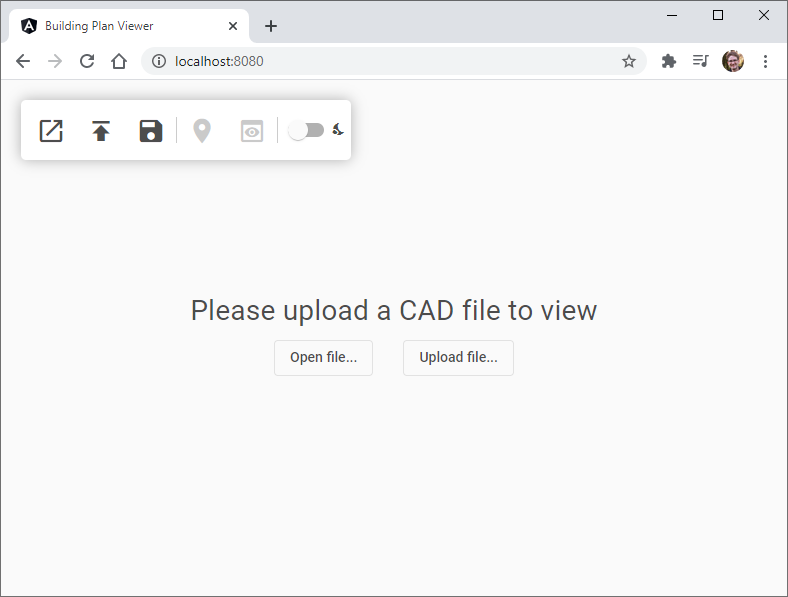 Building Plan Viewer
localhost:8080
Please upload a CAD file to view
Open file...
Upload file...